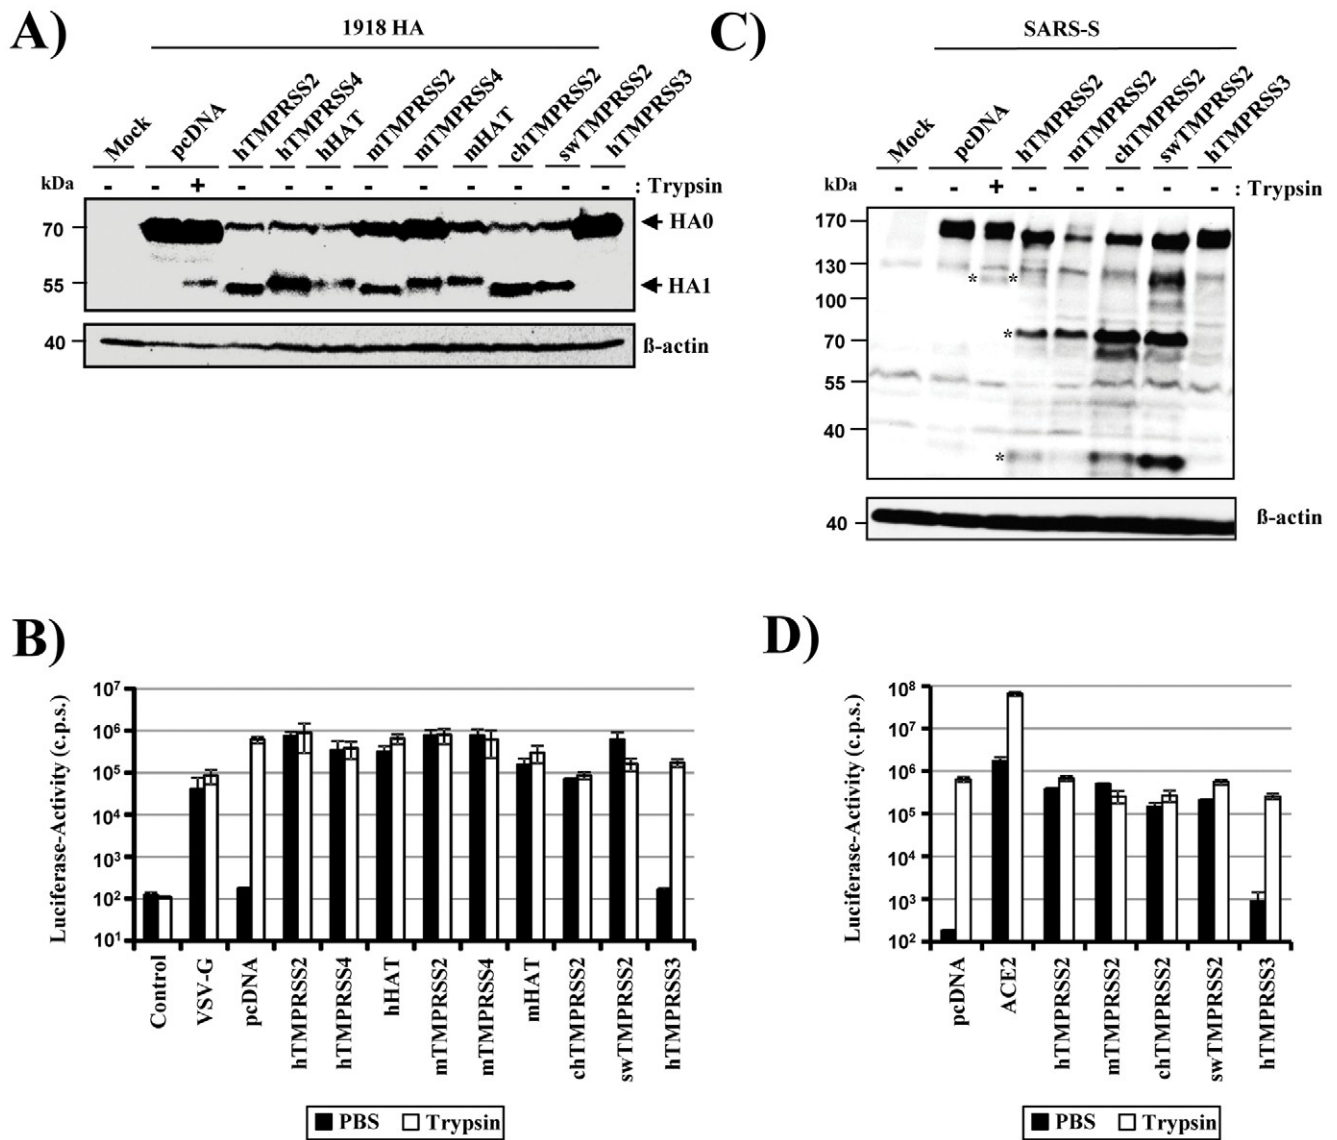 A)
1918 HA
Mock
pcDNA
hTMPRSS2
hTMPRSS4
hHAT
mTMPRSS2
mTMPRSS4
mHAT
chTMPRSS2
swTMPRSS2
hTMPRSS3
kDa
- - + - - - - - - - - - : Trypsin
70
HA0
55
HA1
40
ß-actin
C)
SARS-S
Mock
pcDNA
hTMPRSS2
mTMPRSS2
chTMPRSS2
swTMPRSS2
hTMPRSS3
kDa
- - + - - - - - : Trypsin
170
130
* *
100
*
70
55
40
*
40
ß-actin
B)
Luciferase-Activity (c.p.s.)
10⁷
10⁶
10⁵
10⁴
10³
10²
10¹
Control
VSV-G
pcDNA
hTMPRSS2
hTMPRSS4
hHAT
mTMPRSS2
mTMPRSS4
mHAT
chTMPRSS2
swTMPRSS2
hTMPRSS3
PBS Trypsin
D)
Luciferase-Activity (c.p.s.)
10⁸
10⁷
10⁶
10⁵
10⁴
10³
10²
pcDNA
ACE2
hTMPRSS2
mTMPRSS2
chTMPRSS2
swTMPRSS2
hTMPRSS3
PBS Trypsin